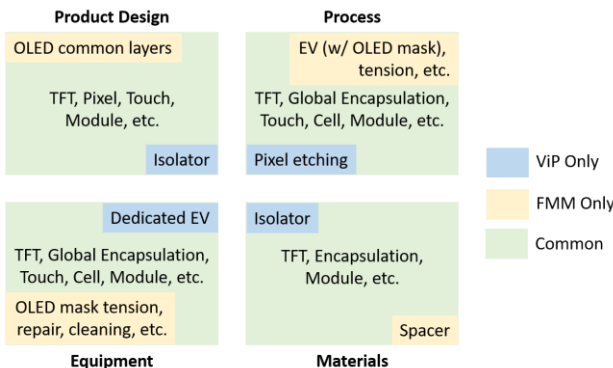 Product Design
OLED common layers
TFT, Pixel, Touch,
Module, etc.
Isolator
Process
EV (w/ OLED mask),
tension, etc.
TFT, Global Encapsulation,
Touch, Cell, Module, etc.
Pixel etching
Dedicated EV
TFT, Global Encapsulation,
Touch, Cell, Module, etc.
OLED mask tension,
repair, cleaning, etc.
Equipment
Isolator
TFT, Encapsulation,
Module, etc.
Spacer
Materials
ViP Only
FMM Only
Common